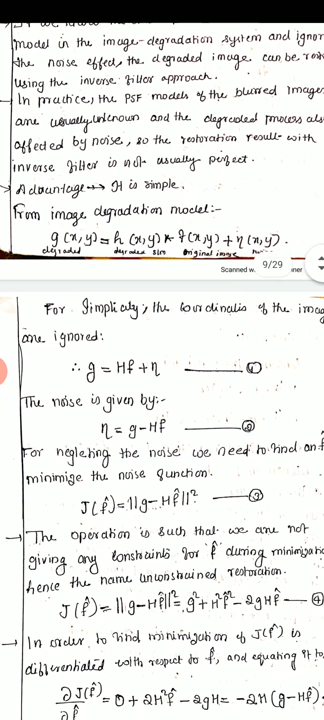 model in the image-degradation system and ignor
the noise effect, the degraded image can be rest
using the inverse filter approach.
- In practice, the PSF models of the blurred images
are usually unknown and the degraded process als
affected by noise, so the restoration result with
inverse filter is not usually perfect.
→ Advantage → It is simple.
From image degradation model:-
g(x,y) = h(x,y) * f(x,y) + η(x,y).
degraded original image
Scanned w. 9/29 nner
For Simplicity, the coordinates of the imag
are ignored:
∴ g = Hf + η ——— ①
The noise is given by:-
η = g-Hf̂ ——— ②
For neglecting the noise we need to find an f̂
minimise the noise function.
J(f̂) = ||g-Hf̂||² ——— ③
→ The operation is such that we are not
giving any constraints for f̂ during minimizati
hence the name unconstrained restoration.
J(f̂) = ||g-Hf̂||² = g² + H²f̂² - 2gHf̂ — ④
→ In order to find minimization of J(f̂) is
differentiated with respect to f̂, and equating it to
∂J(f̂)/∂f̂ = 0 + 2H²f̂ - 2gH = -2H(g-Hf̂).